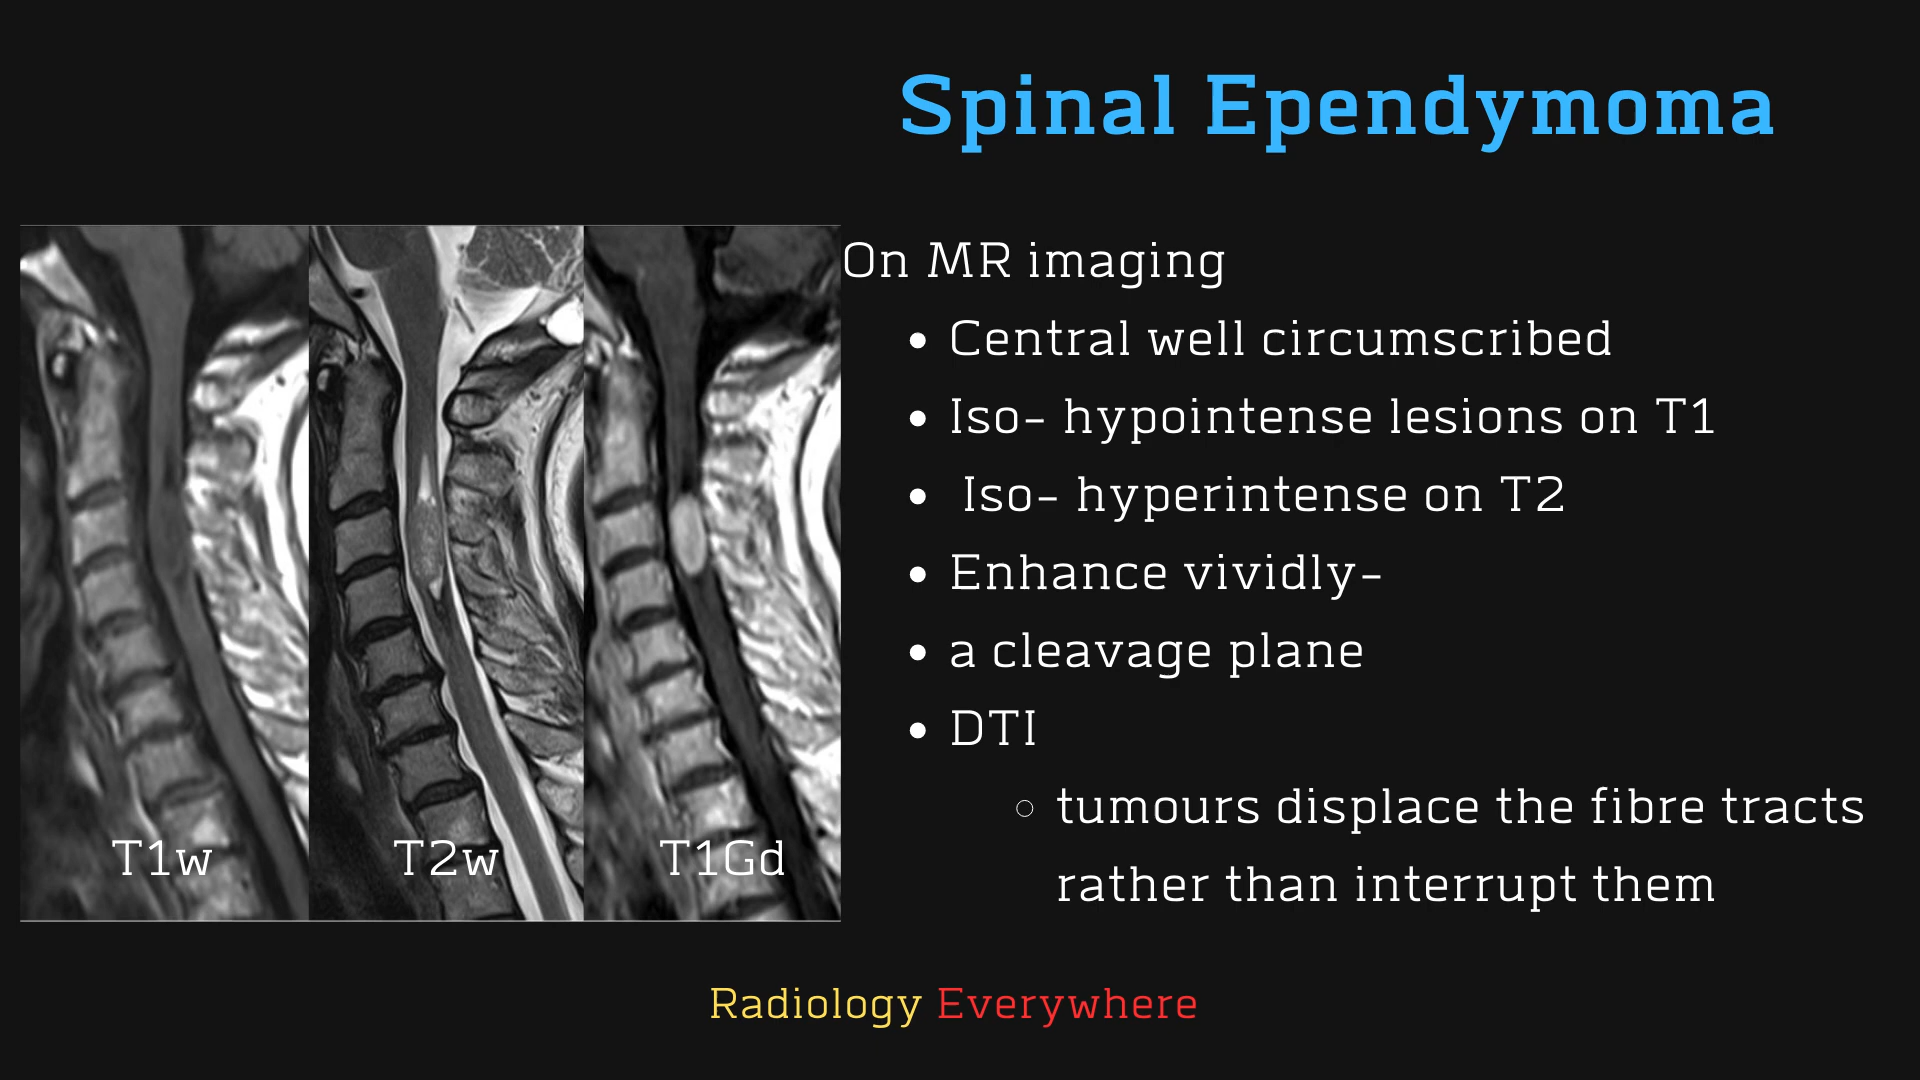 Spinal Ependymoma
On MR imaging
• Central well circumscribed
• Iso- hypointense lesions on T1
• Iso- hyperintense on T2
• Enhance vividly-
• a cleavage plane
• DTI
○ tumours displace the fibre tracts
rather than interrupt them
T1w T2w T1Gd
Radiology Everywhere